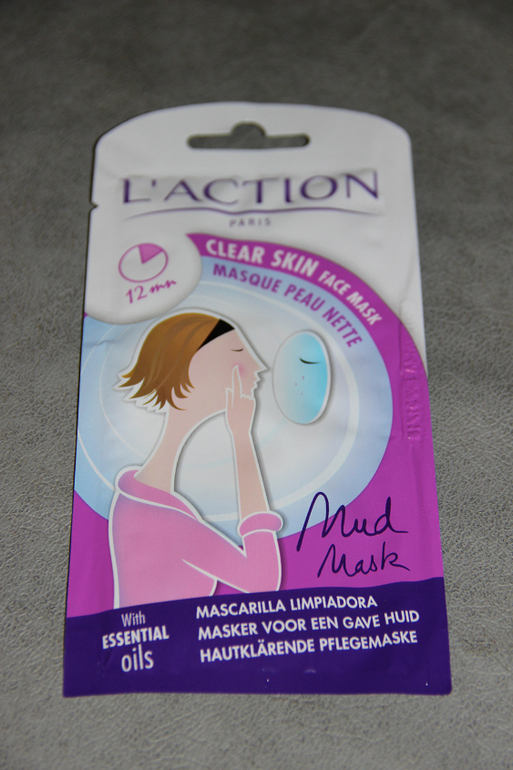 L'ACTION
PARIS
12 mn
CLEAR SKIN FACE MASK
MASQUE PEAU NETTE
Mud
Mask
With
ESSENTIAL
oils
MASCARILLA LIMPIADORA
MASKER VOOR EEN GAVE HUID
HAUTKLÄRENDE PFLEGEMASKE